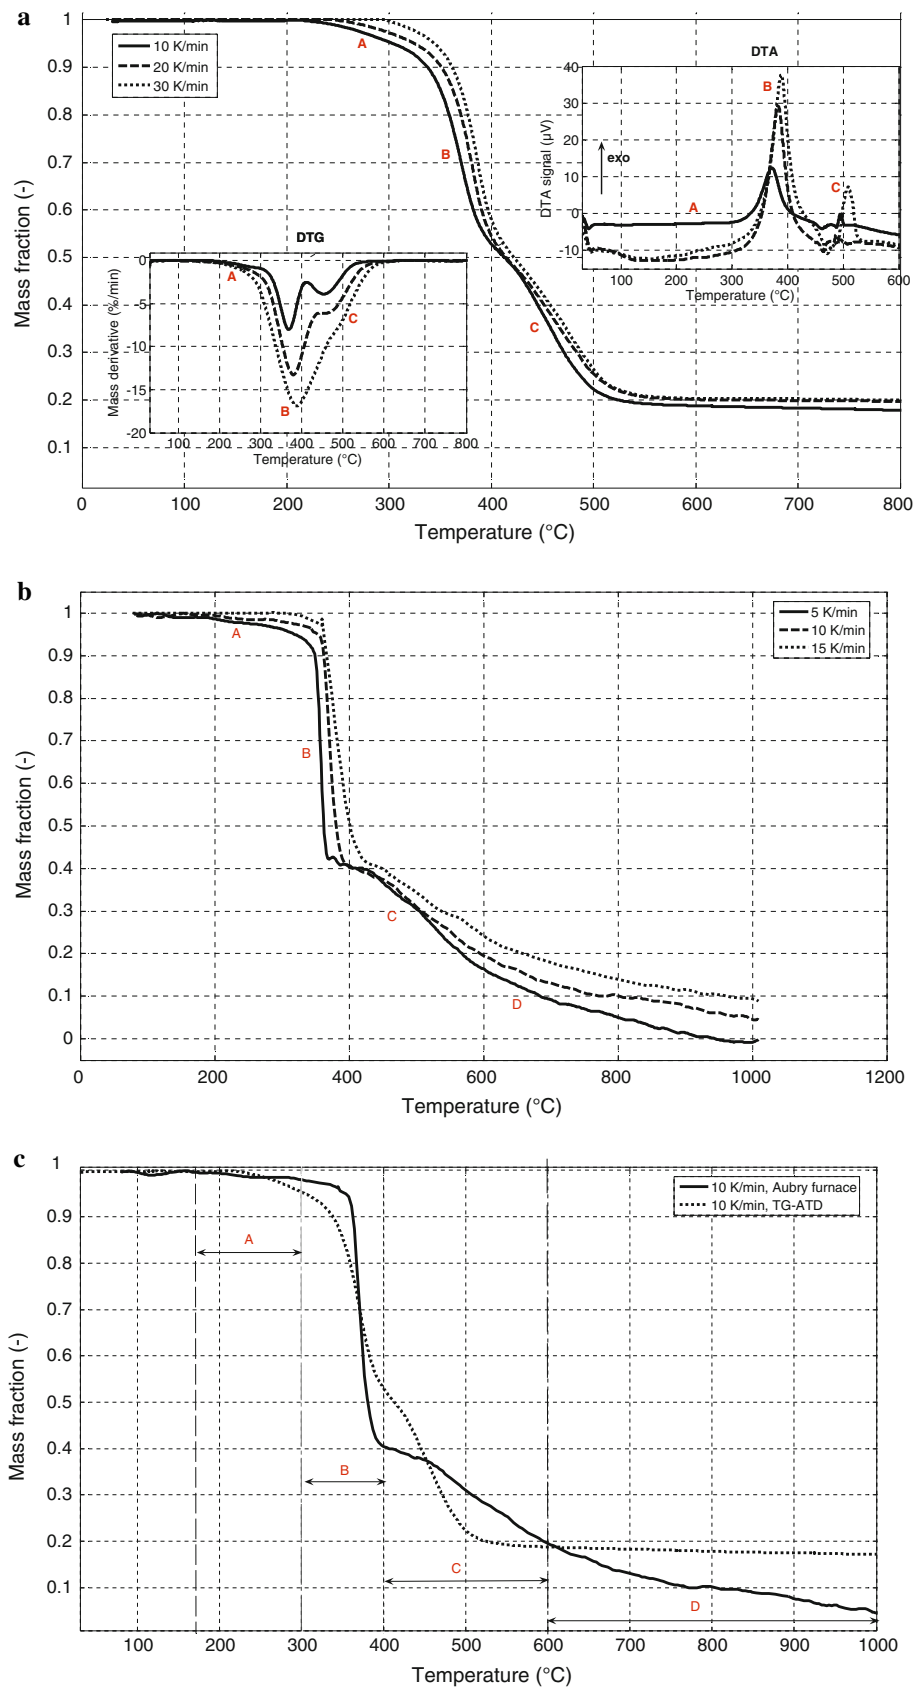 a
1
0.9
0.8
0.7
0.6
0.5
0.4
0.3
0.2
0.1
Mass fraction (-)
10 K/min
20 K/min
30 K/min
A
B
C
DTA
40
30
20
10
0
-10
DTA signal (µV)
exo
A
B
C
100 200 300 400 500 600
Temperature (°C)
DTG
0
-5
-10
-15
-20
Mass derivative (%/min)
A
B
C
100 200 300 400 500 600 700 800
Temperature (°C)
0 100 200 300 400 500 600 700 800
Temperature (°C)
b
1
0.9
0.8
0.7
0.6
0.5
0.4
0.3
0.2
0.1
0
Mass fraction (-)
5 K/min
10 K/min
15 K/min
A
B
C
D
0 200 400 600 800 1000 1200
Temperature (°C)
c
1
0.9
0.8
0.7
0.6
0.5
0.4
0.3
0.2
0.1
Mass fraction (-)
10 K/min, Aubry furnace
10 K/min, TG-ATD
A
B
C
D
100 200 300 400 500 600 700 800 900 1000
Temperature (°C)